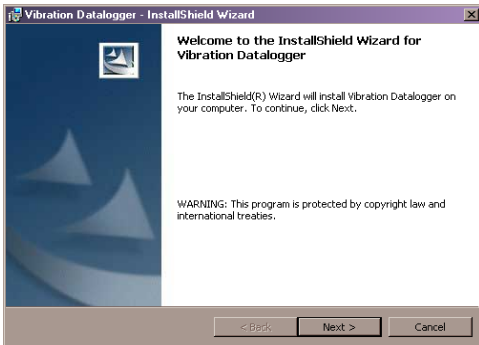 Vibration Datalogger - InstallShield Wizard
Welcome to the InstallShield Wizard for
Vibration Datalogger
The InstallShield(R) Wizard will install Vibration Datalogger on
your computer. To continue, click Next.
WARNING: This program is protected by copyright law and
international treaties.
< Back
Next >
Cancel